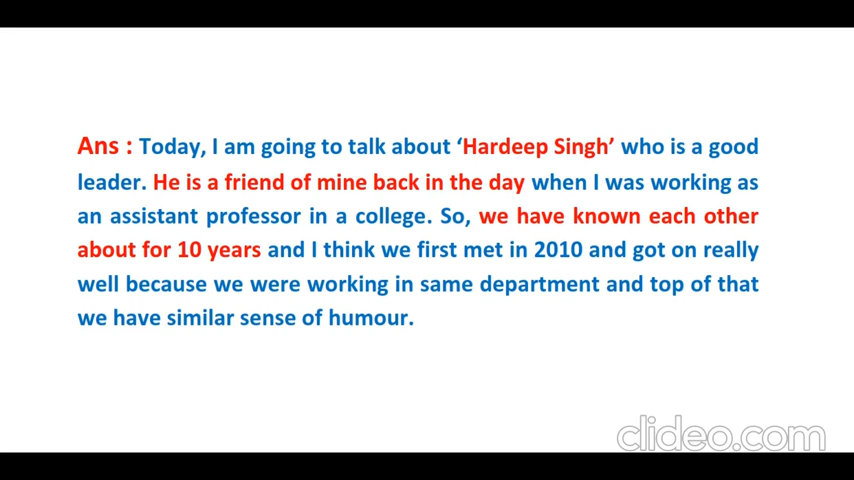 Ans : Today, I am going to talk about ‘Hardeep Singh’ who is a good
leader. He is a friend of mine back in the day when I was working as
an assistant professor in a college. So, we have known each other
about for 10 years and I think we first met in 2010 and got on really
well because we were working in same department and top of that
we have similar sense of humour.
clideo.com